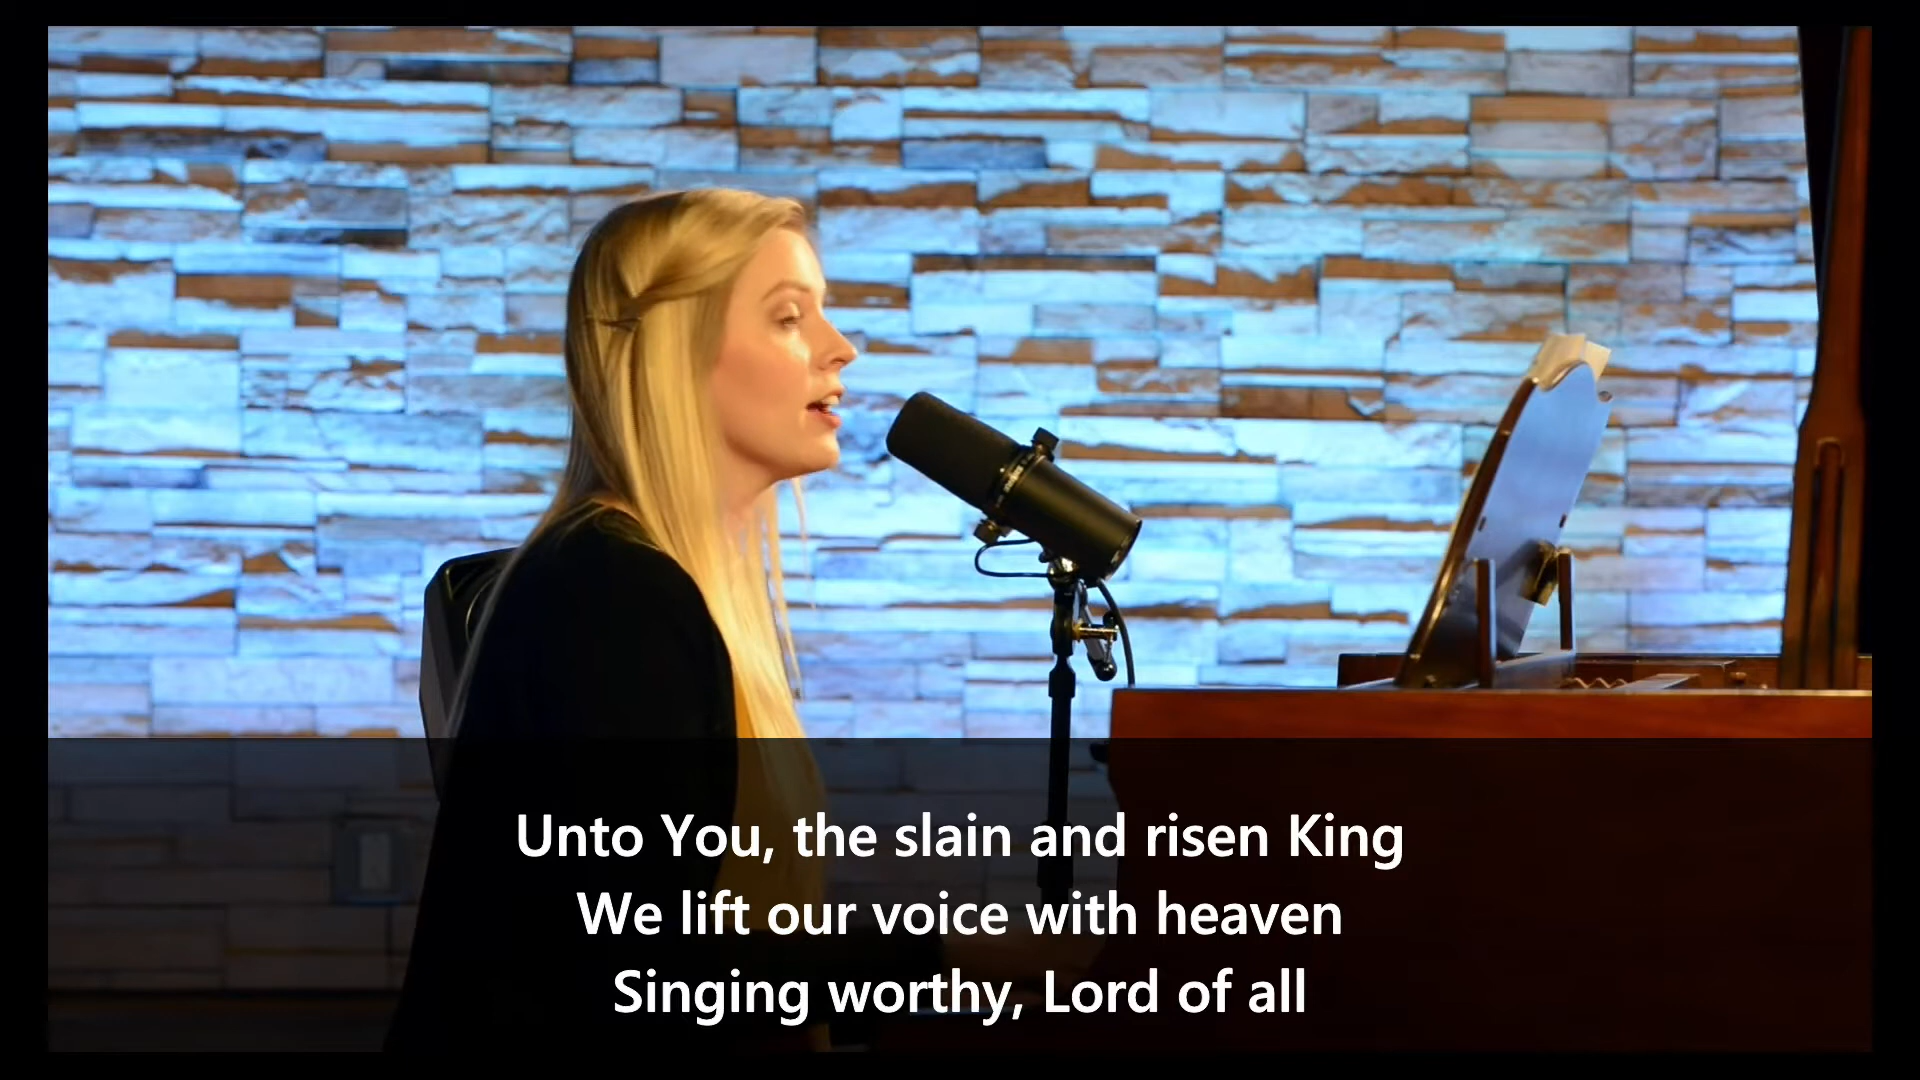 Unto You, the slain and risen King
We lift our voice with heaven
Singing worthy, Lord of all